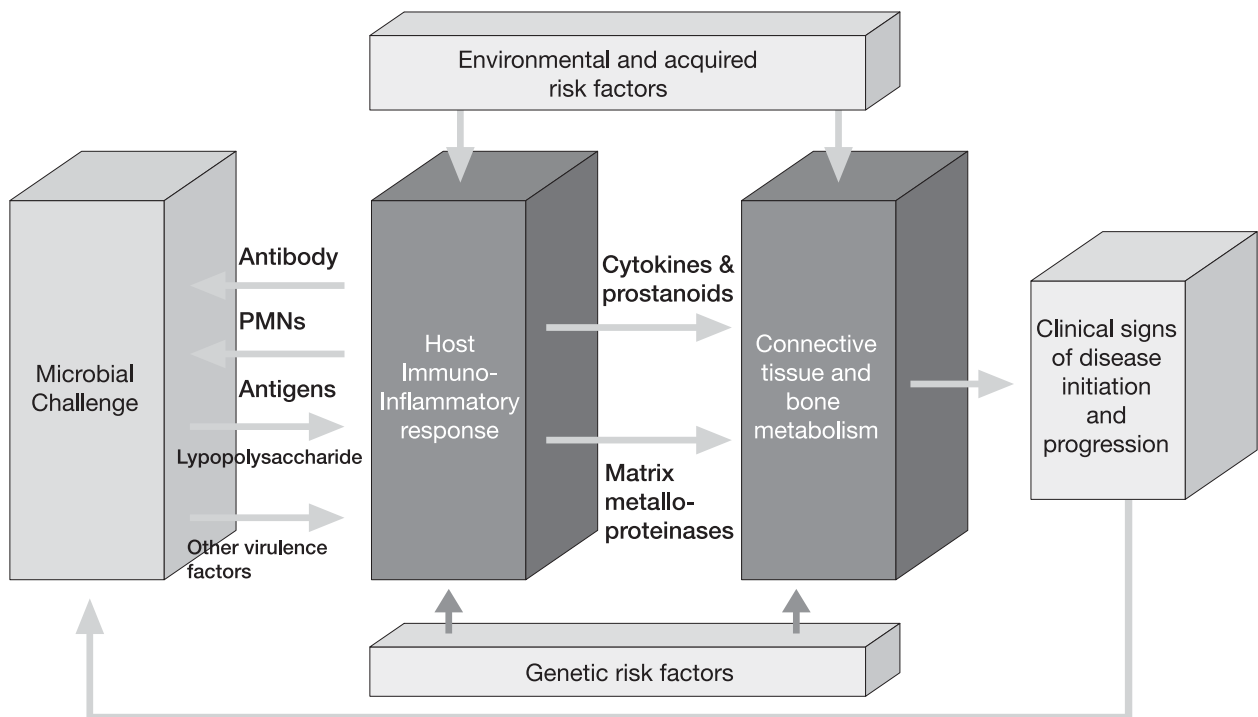 Environmental and acquired
risk factors
Microbial
Challenge
Antibody
PMNs
Antigens
Lypopolysaccharide
Other virulence
factors
Host
Immuno-
Inflammatory
response
Cytokines &
prostanoids
Matrix
metallo-
proteinases
Connective
tissue and
bone
metabolism
Clinical signs
of disease
initiation
and
progression
Genetic risk factors